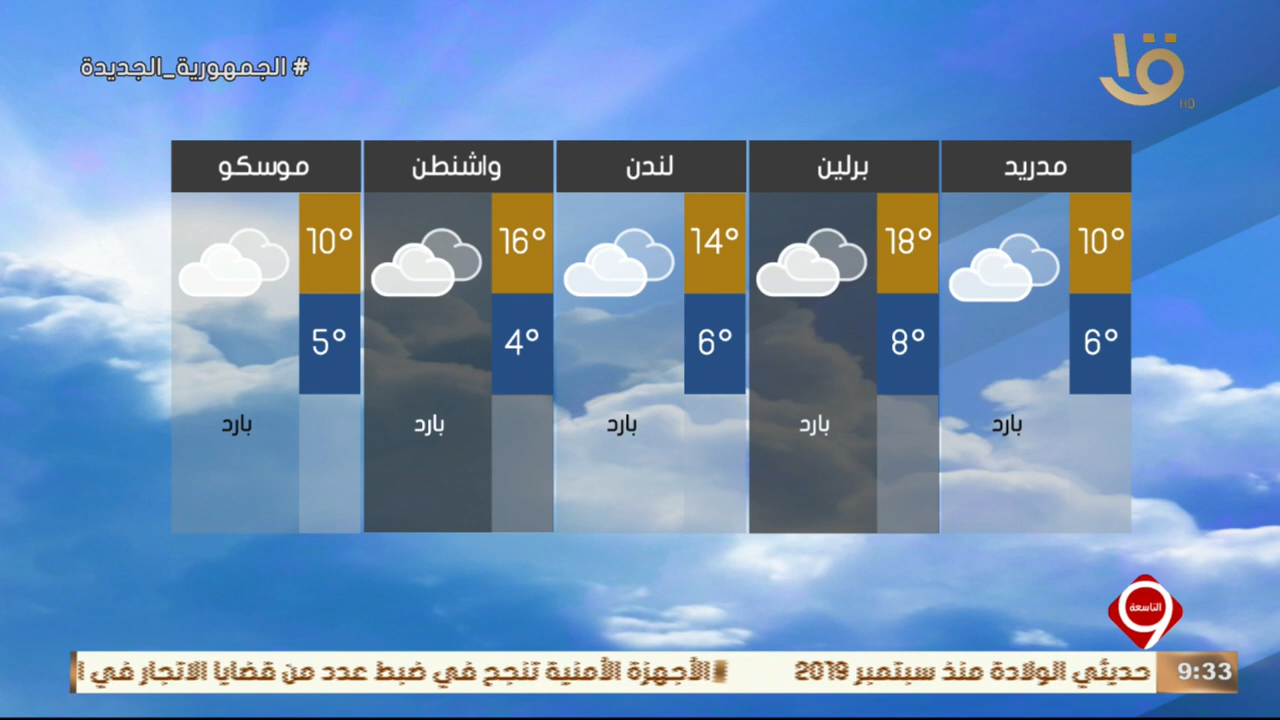 # الجمهورية_الجديدة
HD
مدريد
10°
6°
بارد
برلين
18°
8°
بارد
لندن
14°
6°
بارد
واشنطن
16°
4°
بارد
موسكو
10°
5°
بارد
9 التاسعة
9:33
حديثي الولادة منذ سبتمبر 2019 #الأجهزة الأمنية تنجح في ضبط عدد من قضايا الاتجار في